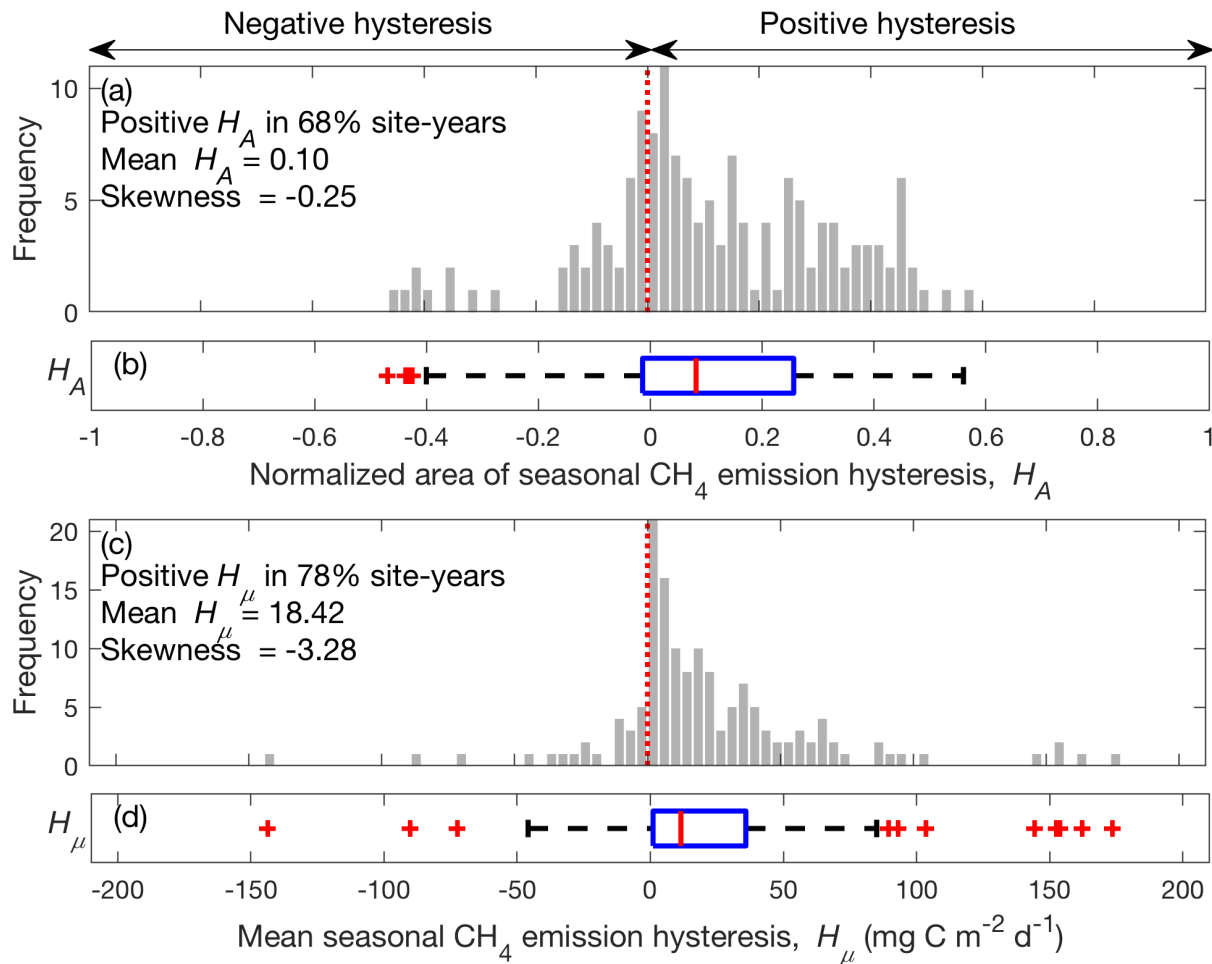 Negative hysteresis Positive hysteresis
(a)
Positive H_A in 68% site-years
Mean H_A = 0.10
Skewness = -0.25
Frequency
10
5
0
H_A
(b)
-1 -0.8 -0.6 -0.4 -0.2 0 0.2 0.4 0.6 0.8 1
Normalized area of seasonal CH_4 emission hysteresis, H_A
(c)
Positive H_μ in 78% site-years
Mean H_μ = 18.42
Skewness = -3.28
Frequency
20
15
10
5
0
H_μ
(d)
-200 -150 -100 -50 0 50 100 150 200
Mean seasonal CH_4 emission hysteresis, H_μ (mg C m^-2 d^-1)